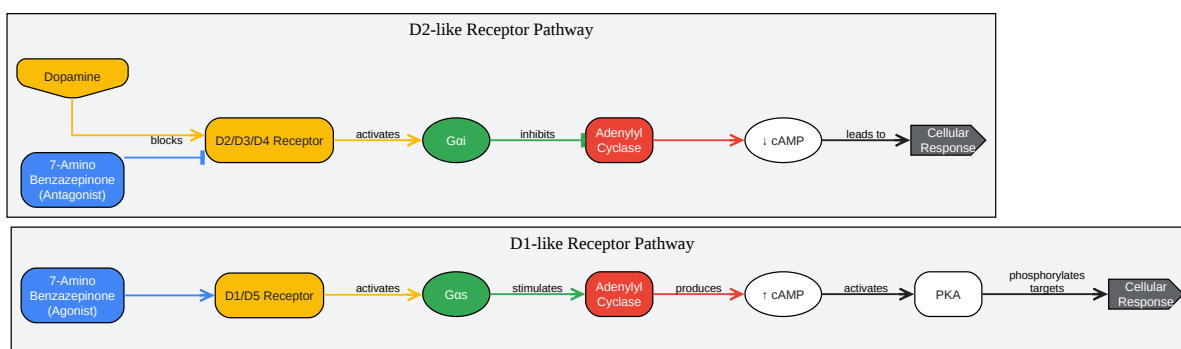 D2-like Receptor Pathway
Dopamine
blocks
D2/D3/D4 Receptor
activates
Gαi
inhibits
Adenylyl
Cyclase
↓ cAMP
leads to
Cellular
Response
7-Amino
Benzazepinone
(Antagonist)
D1-like Receptor Pathway
7-Amino
Benzazepinone
(Agonist)
D1/D5 Receptor
activates
Gαs
stimulates
Adenylyl
Cyclase
produces
↑ cAMP
activates
PKA
phosphorylates
targets
Cellular
Response